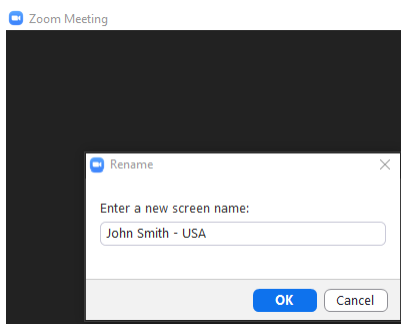 Zoom Meeting
Rename
Enter a new screen name:
John Smith - USA
OK Cancel